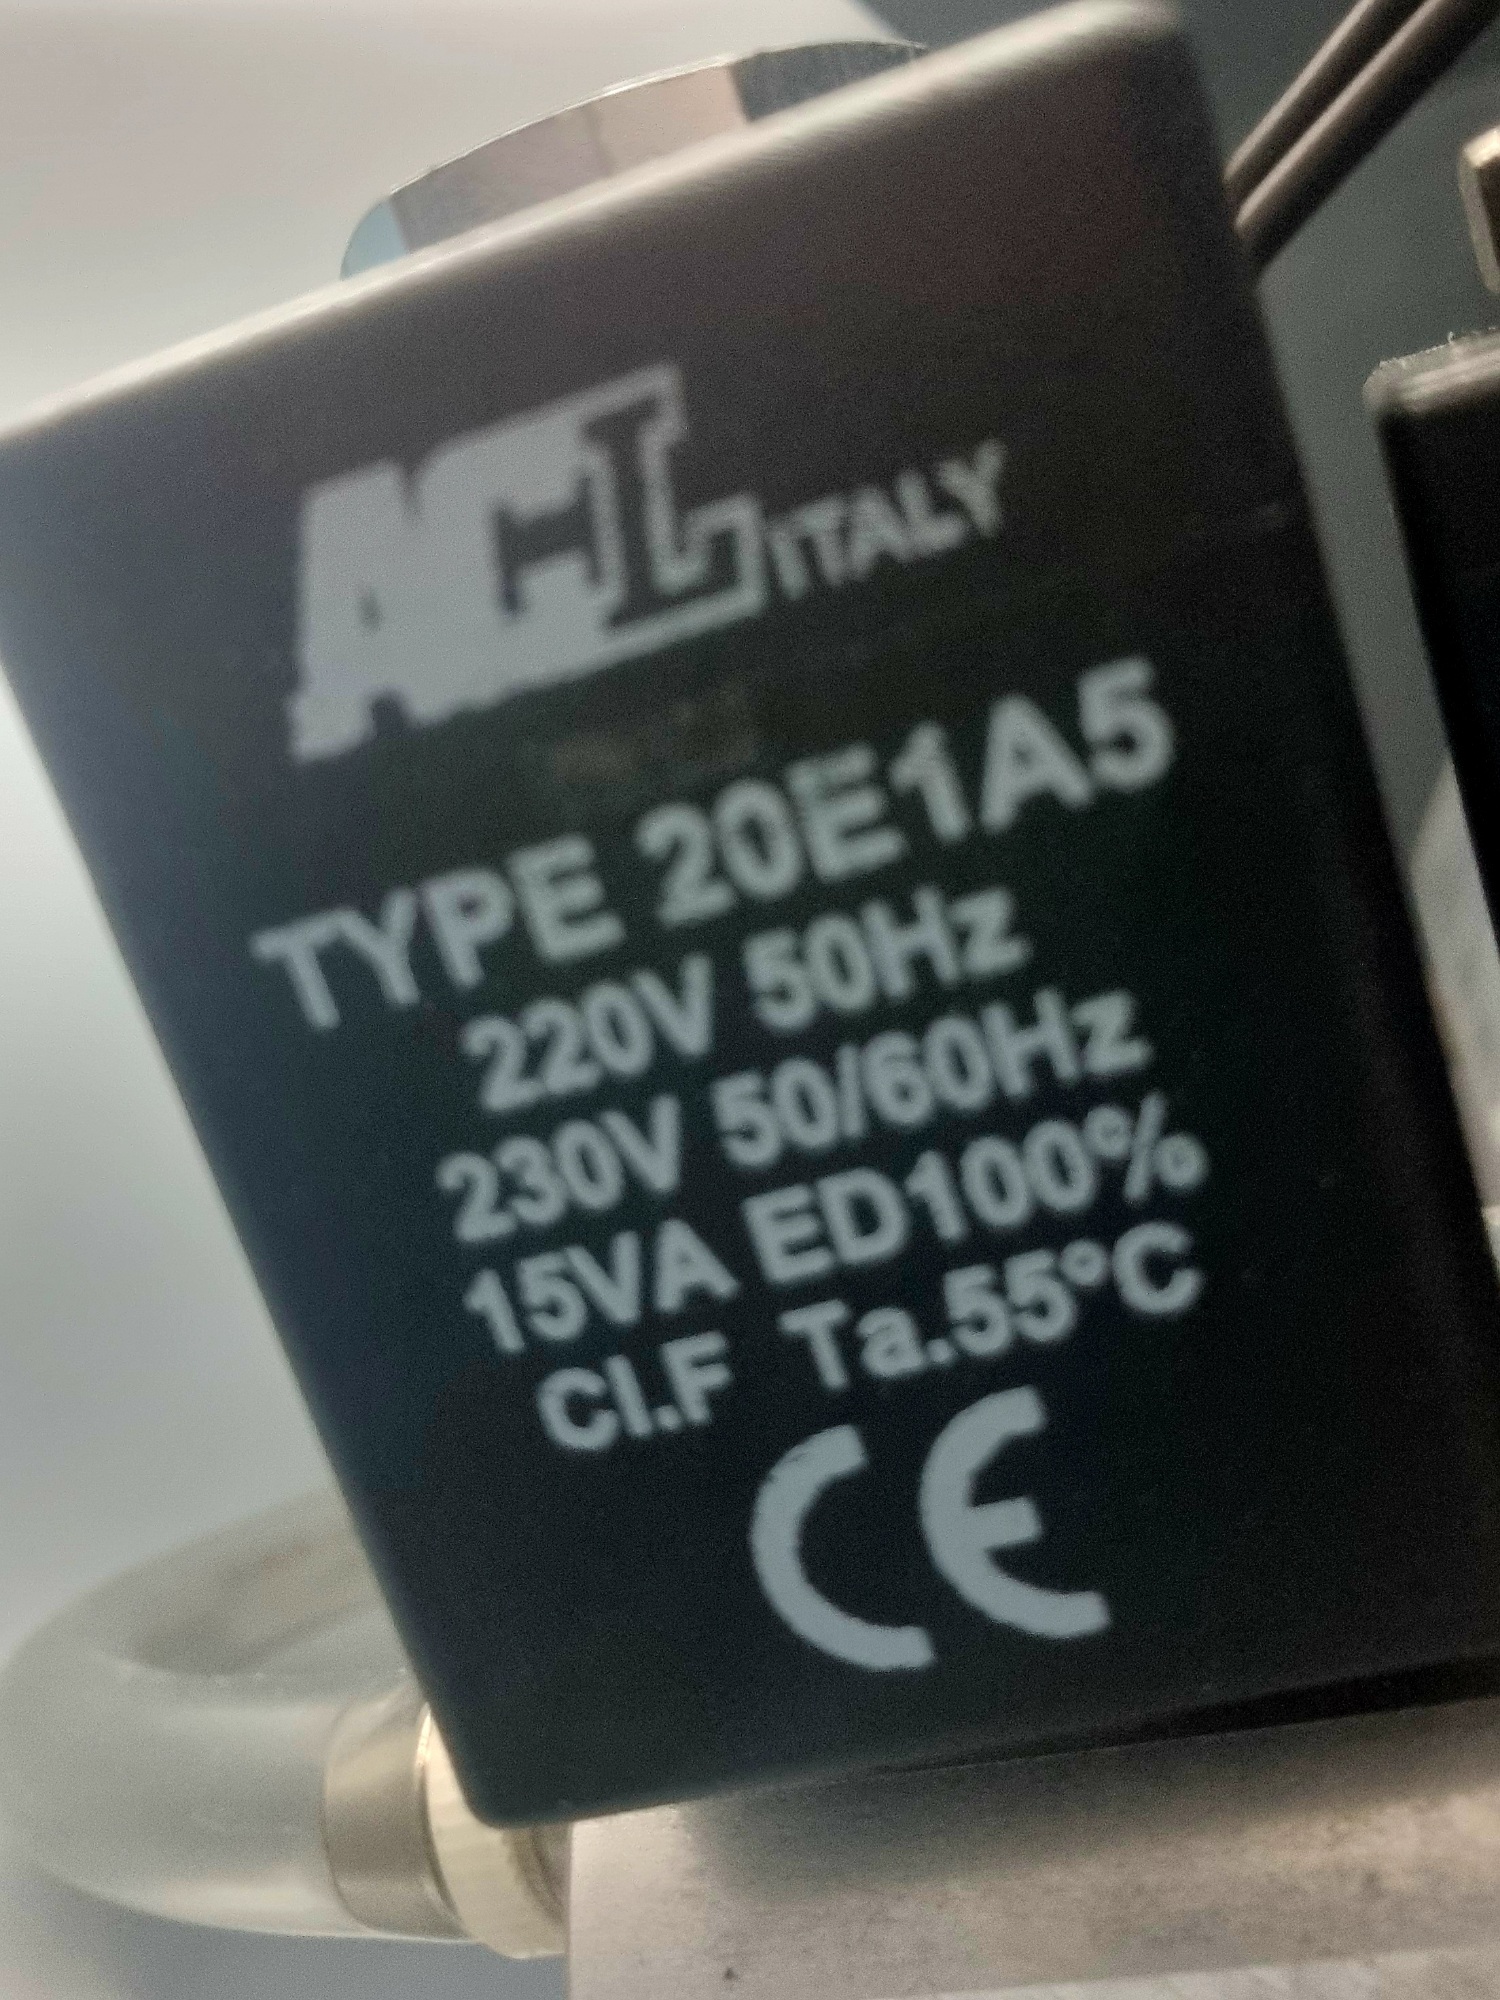 ACL ITALY
TYPE 20E1A5
220V 50Hz
230V 50/60Hz
15VA ED100%
Cl.F Ta.55°C
CE